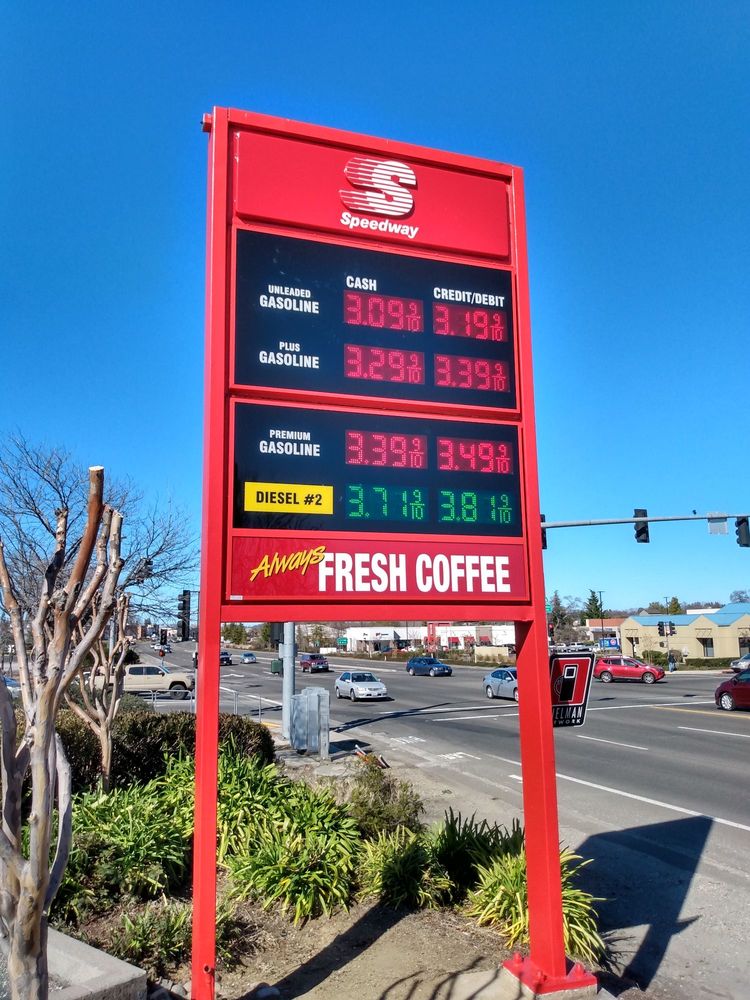 S
Speedway
CASH CREDIT/DEBIT
UNLEADED
GASOLINE 3.09 9/10 3.19 9/10
PLUS
GASOLINE 3.29 9/10 3.39 9/10
PREMIUM
GASOLINE 3.39 9/10 3.49 9/10
DIESEL #2 3.71 9/10 3.81 9/10
Always FRESH COFFEE
ELMAN
WORK